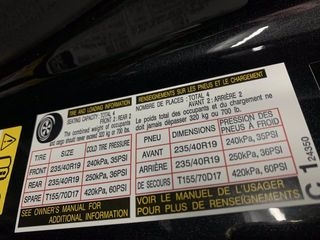 TIRE AND LOADING INFORMATION
SEATING CAPACITY: TOTAL 4
FRONT : 2 REAR : 2
The combined weight of occupants
and cargo should never exceed 320 kg or 700 lbs.
TIRE SIZE COLD TIRE PRESSURE
FRONT 235/40R19 240kPa, 35PSI
REAR 235/40R19 250kPa, 36PSI
SPARE T155/70D17 420kPa, 60PSI
SEE OWNER'S MANUAL FOR
ADDITIONAL INFORMATION
RENSEIGNEMENTS SUR LES PNEUS ET LE CHARGEMENT
NOMBRE DE PLACES : TOTAL 4
AVANT 2 : ARRIÈRE 2
Le poids total des occupants et du chargement ne
doit jamais dépasser 320 kg ou 700 lb.
PNEU DIMENSIONS PRESSION DES PNEUS À FROID
AVANT 235/40R19 240kPa, 35PSI
ARRIÈRE 235/40R19 250kPa, 36PSI
DE SECOURS T155/70D17 420kPa, 60PSI
VOIR LE MANUEL DE L'USAGER
POUR PLUS DE RENSEIGNEMENTS
C 1 24350